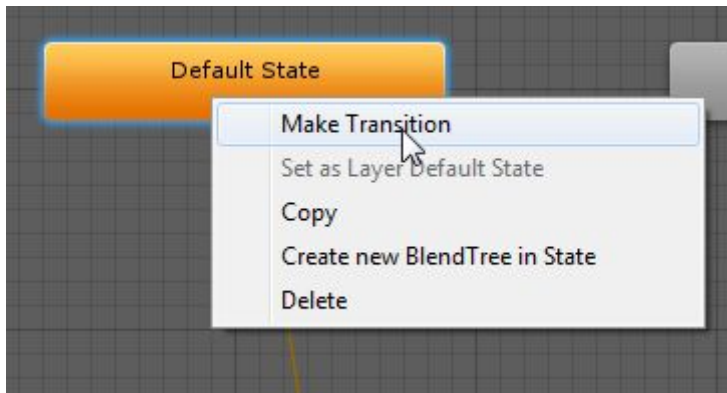 Default State
Make Transition
Set as Layer Default State
Copy
Create new BlendTree in State
Delete